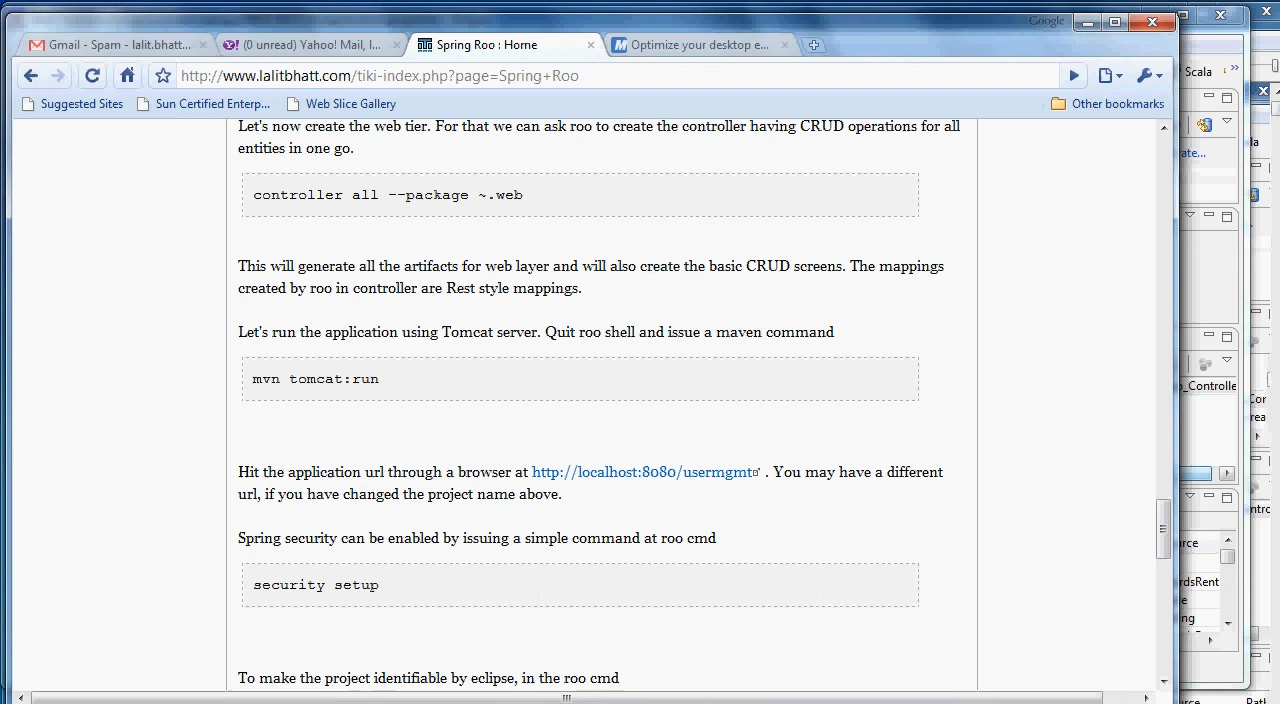 Google
Gmail - Spam - lalit.bhatt...
(0 unread) Yahoo! Mail, l...
Spring Roo : Home
Optimize your desktop e...
http://www.lalitbhatt.com/tiki-index.php?page=Spring+Roo
Suggested Sites
Sun Certified Enterp...
Web Slice Gallery
Other bookmarks
Let's now create the web tier. For that we can ask roo to create the controller having CRUD operations for all
entities in one go.
controller all --package ~.web
This will generate all the artifacts for web layer and will also create the basic CRUD screens. The mappings
created by roo in controller are Rest style mappings.
Let's run the application using Tomcat server. Quit roo shell and issue a maven command
mvn tomcat:run
Hit the application url through a browser at http://localhost:8080/usermgmt . You may have a different
url, if you have changed the project name above.
Spring security can be enabled by issuing a simple command at roo cmd
security setup
To make the project identifiable by eclipse, in the roo cmd
Scala
ate...
o_Controlle
urce
rdsRent